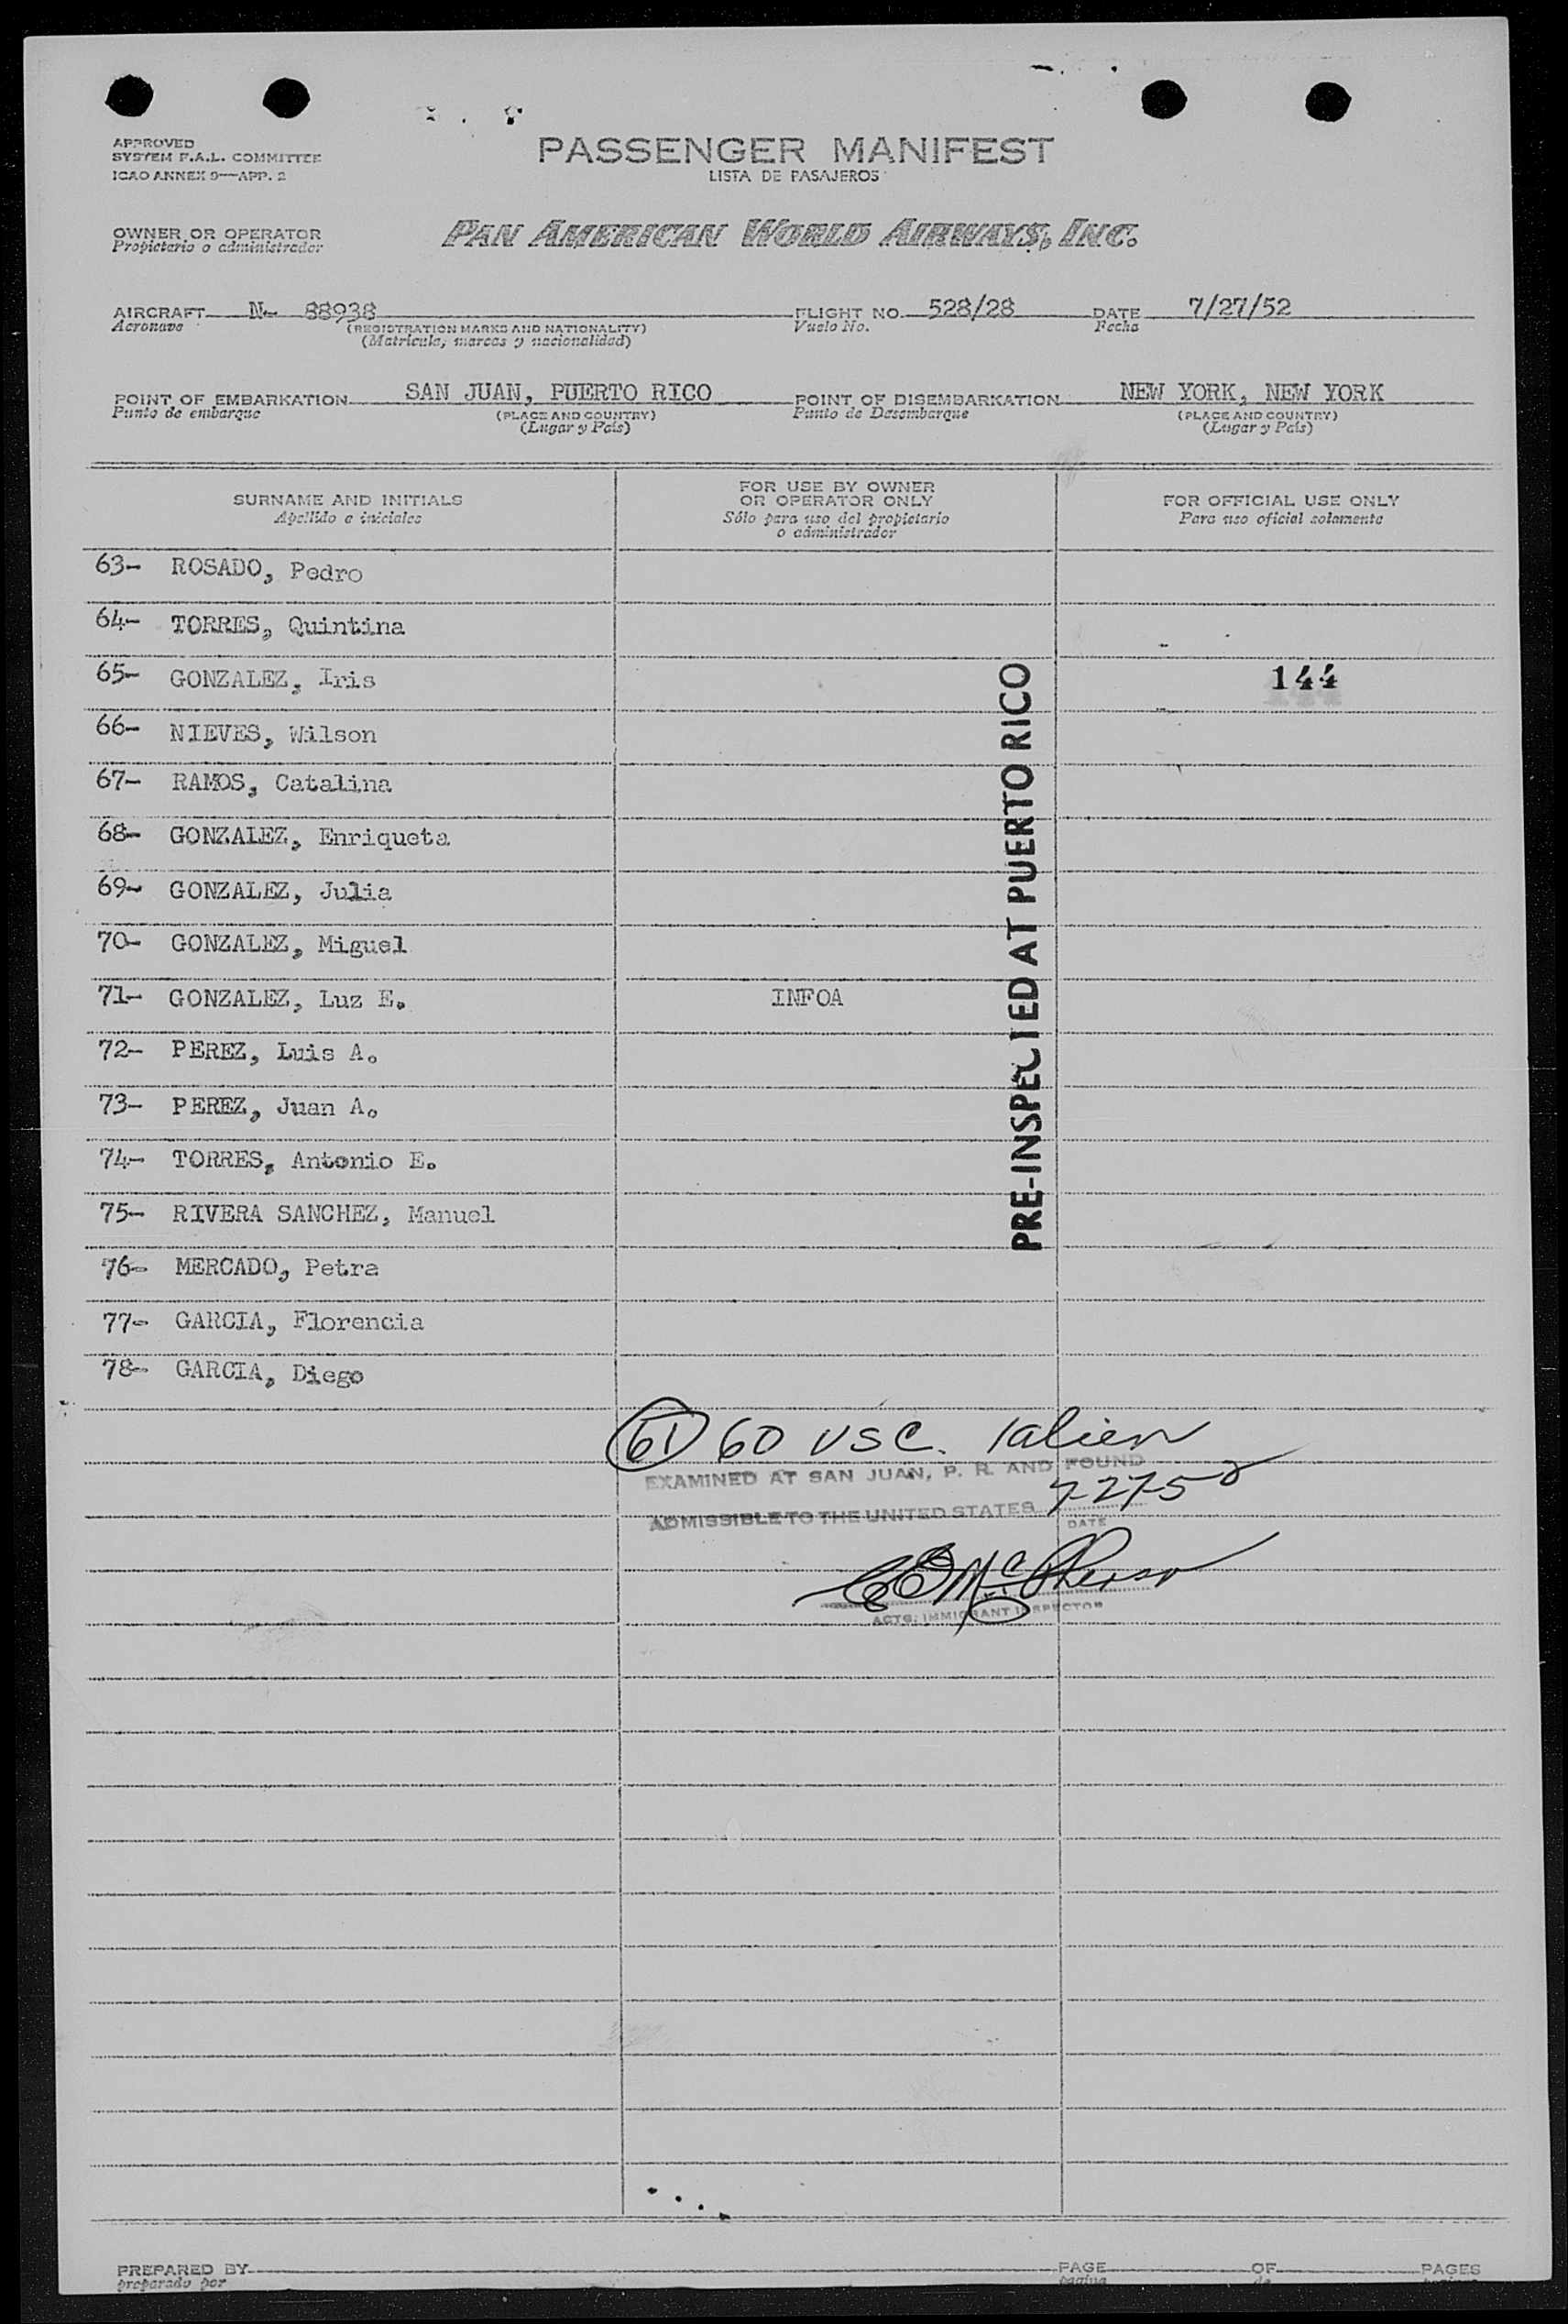 APPROVED
SYSTEM F.A.L. COMMITTEE
ICAO ANNEX 9—APP. 2
PASSENGER MANIFEST
LISTA DE PASAJEROS
OWNER OR OPERATOR
Propietario o administrador
PAN AMERICAN WORLD AIRWAYS, INC.
AIRCRAFT N- 88938
Aeronave
(REGISTRATION MARKS AND NATIONALITY)
(Matrícula, marcas y nacionalidad)
FLIGHT NO. 528/28
Vuelo No.
DATE 7/27/52
Fecha
POINT OF EMBARKATION SAN JUAN, PUERTO RICO
Punto de embarque
(PLACE AND COUNTRY)
(Lugar y País)
POINT OF DISEMBARKATION NEW YORK, NEW YORK
Punto de Desembarque
(PLACE AND COUNTRY)
(Lugar y País)
SURNAME AND INITIALS
Apellido e iniciales
FOR USE BY OWNER
OR OPERATOR ONLY
Sólo para uso del propietario
o administrador
FOR OFFICIAL USE ONLY
Para uso oficial solamente
63- ROSADO, Pedro
64- TORRES, Quintina
65- GONZALEZ, Iris
144
66- NIEVES, Wilson
67- RAMOS, Catalina
68- GONZALEZ, Enriqueta
69- GONZALEZ, Julia
70- GONZALEZ, Miguel
71- GONZALEZ, Luz E. INFOA
72- PEREZ, Luis A.
73- PEREZ, Juan A.
74- TORRES, Antonio E.
75- RIVERA SANCHEZ, Manuel
76- MERCADO, Petra
77- GARCIA, Florencia
78- GARCIA, Diego
PRE-INSPECTED AT PUERTO RICO
61 60 USC. 1alien
EXAMINED AT SAN JUAN, P. R. AND FOUND
ADMISSIBLE TO THE UNITED STATES 7-27-52
DATE
ACTG. IMMIGRANT INSPECTOR
PREPARED BY
preparado por
PAGE OF PAGES